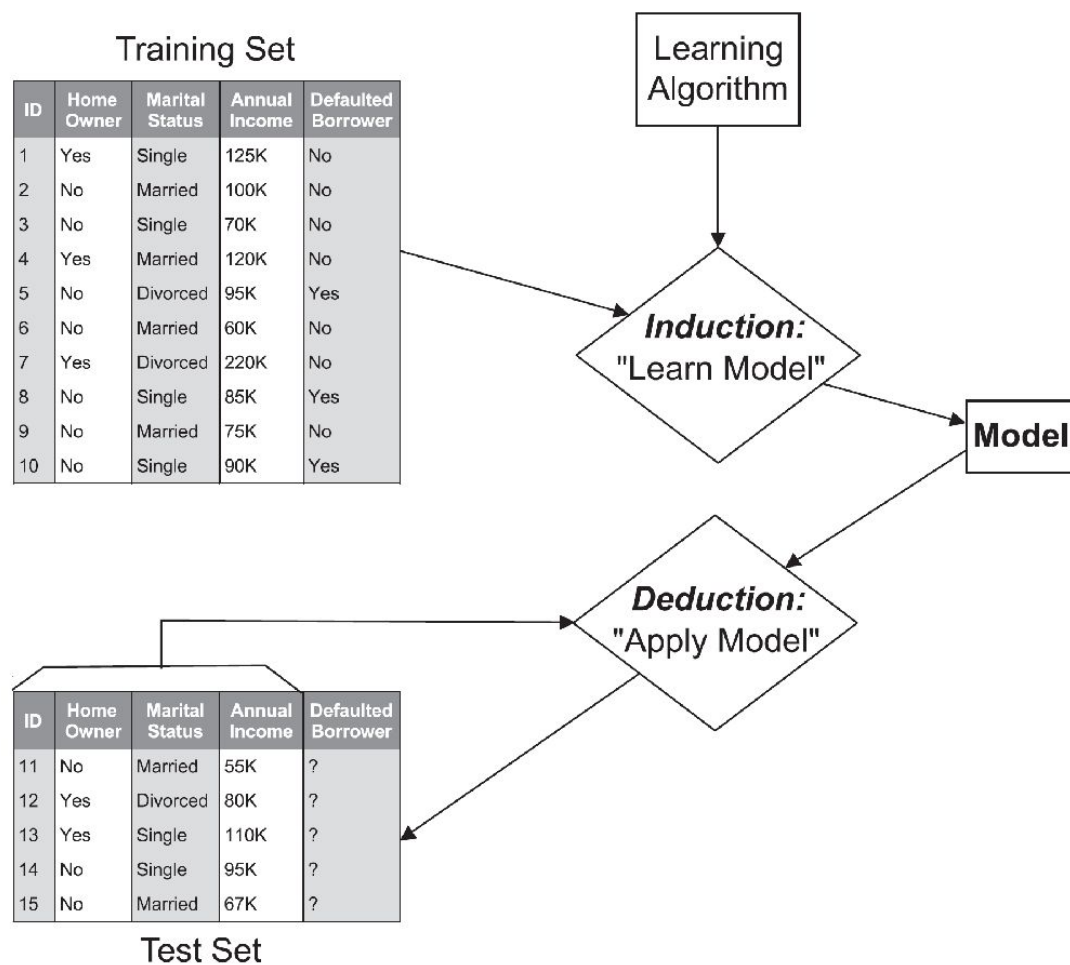 Training Set
ID Home Owner Marital Status Annual Income Defaulted Borrower
1 Yes Single 125K No
2 No Married 100K No
3 No Single 70K No
4 Yes Married 120K No
5 No Divorced 95K Yes
6 No Married 60K No
7 Yes Divorced 220K No
8 No Single 85K Yes
9 No Married 75K No
10 No Single 90K Yes
Learning
Algorithm
Induction:
"Learn Model"
Model
Deduction:
"Apply Model"
ID Home Owner Marital Status Annual Income Defaulted Borrower
11 No Married 55K ?
12 Yes Divorced 80K ?
13 Yes Single 110K ?
14 No Single 95K ?
15 No Married 67K ?
Test Set